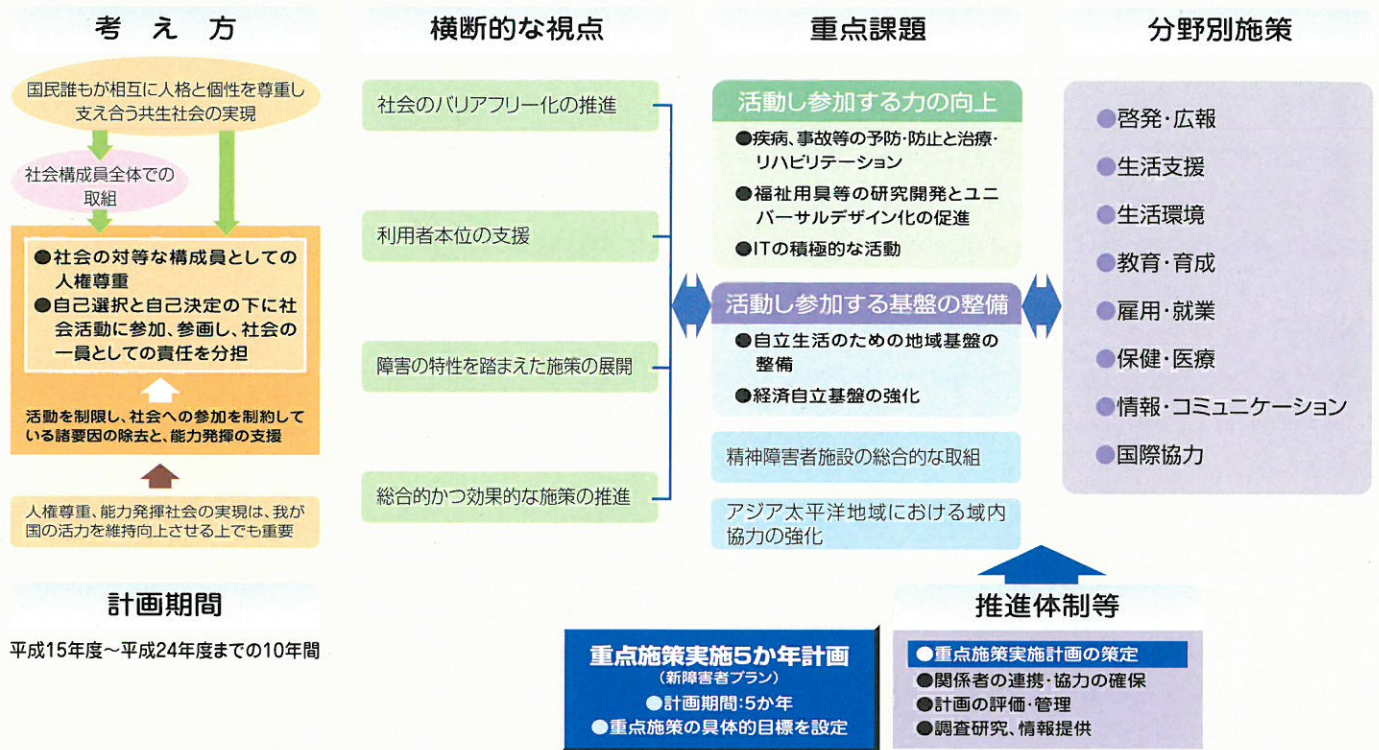 考え方
国民誰もが相互に人格と個性を尊重し
支え合う共生社会の実現
社会構成員全体での
取組
●社会の対等な構成員としての
人権尊重
●自己選択と自己決定の下に社
会活動に参加、参画し、社会の
一員としての責任を分担
活動を制限し、社会への参加を制約して
いる諸要因の除去と、能力発揮の支援
人権尊重、能力発揮社会の実現は、我が
国の活力を維持向上させる上でも重要
計画期間
平成15年度～平成24年度までの10年間
横断的な視点
社会のバリアフリー化の推進
利用者本位の支援
障害の特性を踏まえた施策の展開
総合的かつ効果的な施策の推進
重点課題
活動し参加する力の向上
●疾病、事故等の予防・防止と治療・
リハビリテーション
●福祉用具等の研究開発とユニ
バーサルデザイン化の促進
●ITの積極的な活動
活動し参加する基盤の整備
●自立生活のための地域基盤の
整備
●経済自立基盤の強化
精神障害者施設の総合的な取組
アジア太平洋地域における域内
協力の強化
分野別施策
●啓発・広報
●生活支援
●生活環境
●教育・育成
●雇用・就業
●保健・医療
●情報・コミュニケーション
●国際協力
重点施策実施5か年計画
（新障害者プラン）
●計画期間：5か年
●重点施策の具体的目標を設定
推進体制等
●重点施策実施計画の策定
●関係者の連携・協力の確保
●計画の評価・管理
●調査研究、情報提供